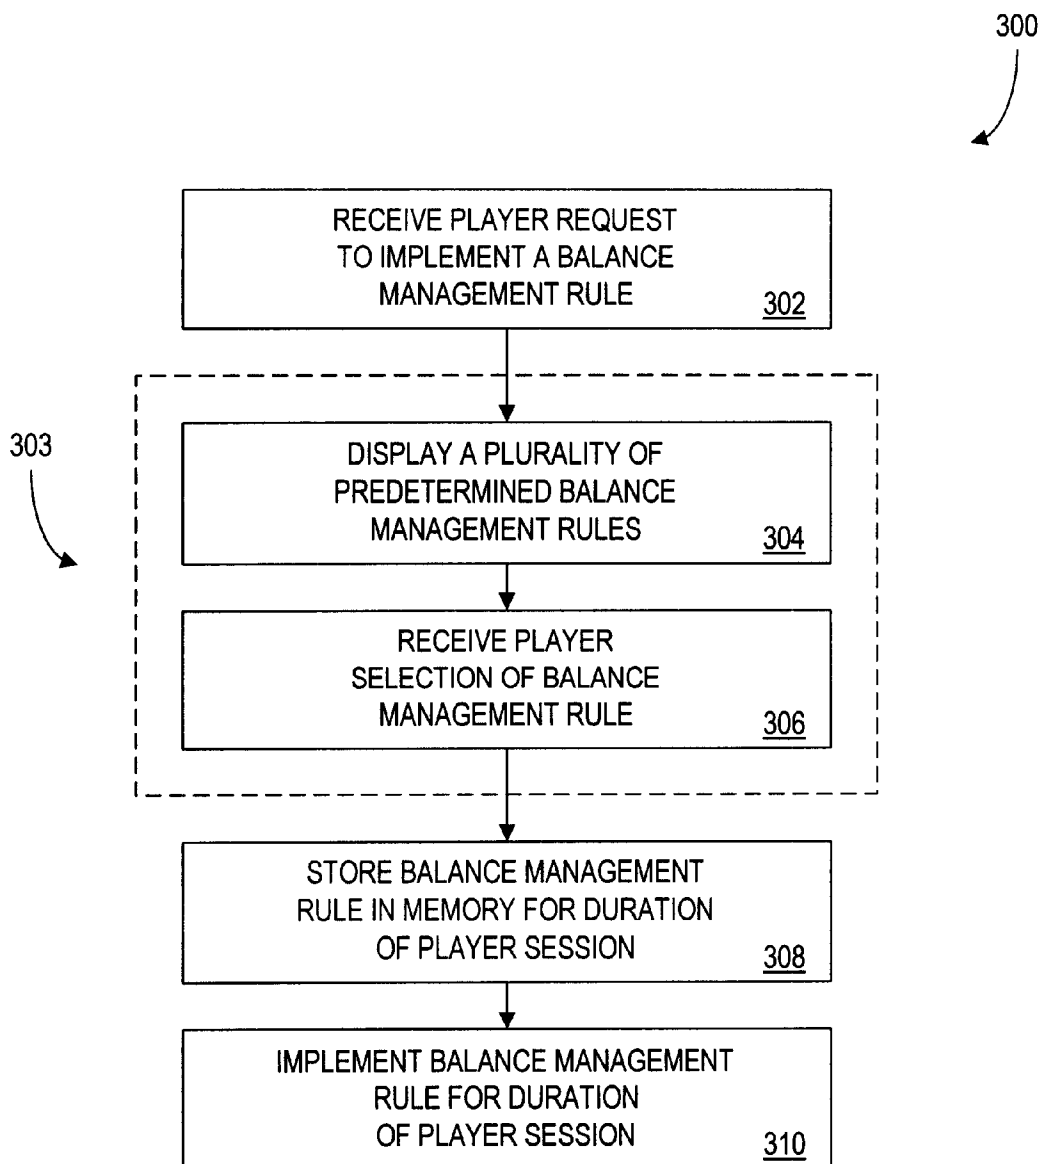 300
RECEIVE PLAYER REQUEST
TO IMPLEMENT A BALANCE
MANAGEMENT RULE
302
303
DISPLAY A PLURALITY OF
PREDETERMINED BALANCE
MANAGEMENT RULES
304
RECEIVE PLAYER
SELECTION OF BALANCE
MANAGEMENT RULE
306
STORE BALANCE MANAGEMENT
RULE IN MEMORY FOR DURATION
OF PLAYER SESSION
308
IMPLEMENT BALANCE MANAGEMENT
RULE FOR DURATION
OF PLAYER SESSION
310